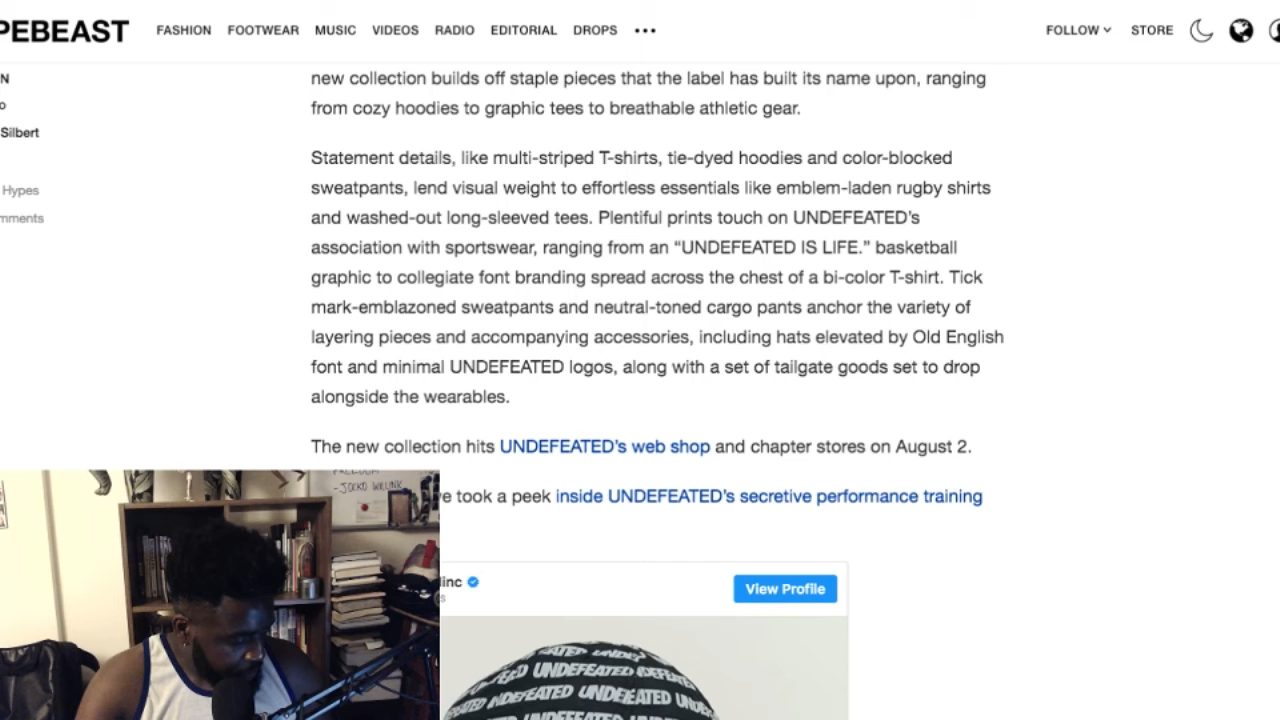 PEBEAST FASHION FOOTWEAR MUSIC VIDEOS RADIO EDITORIAL DROPS ••• FOLLOW STORE
N
o
Silbert
Hypes
mments
new collection builds off staple pieces that the label has built its name upon, ranging
from cozy hoodies to graphic tees to breathable athletic gear.
Statement details, like multi-striped T-shirts, tie-dyed hoodies and color-blocked
sweatpants, lend visual weight to effortless essentials like emblem-laden rugby shirts
and washed-out long-sleeved tees. Plentiful prints touch on UNDEFEATED’s
association with sportswear, ranging from an “UNDEFEATED IS LIFE.” basketball
graphic to collegiate font branding spread across the chest of a bi-color T-shirt. Tick
mark-emblazoned sweatpants and neutral-toned cargo pants anchor the variety of
layering pieces and accompanying accessories, including hats elevated by Old English
font and minimal UNDEFEATED logos, along with a set of tailgate goods set to drop
alongside the wearables.
The new collection hits UNDEFEATED’s web shop and chapter stores on August 2.
ve took a peek inside UNDEFEATED’s secretive performance training
FREEDOM
-JOCKO WILLINK
inc
s
View Profile
UNDEFEATED
UNDEFEATED UNDEFEATED